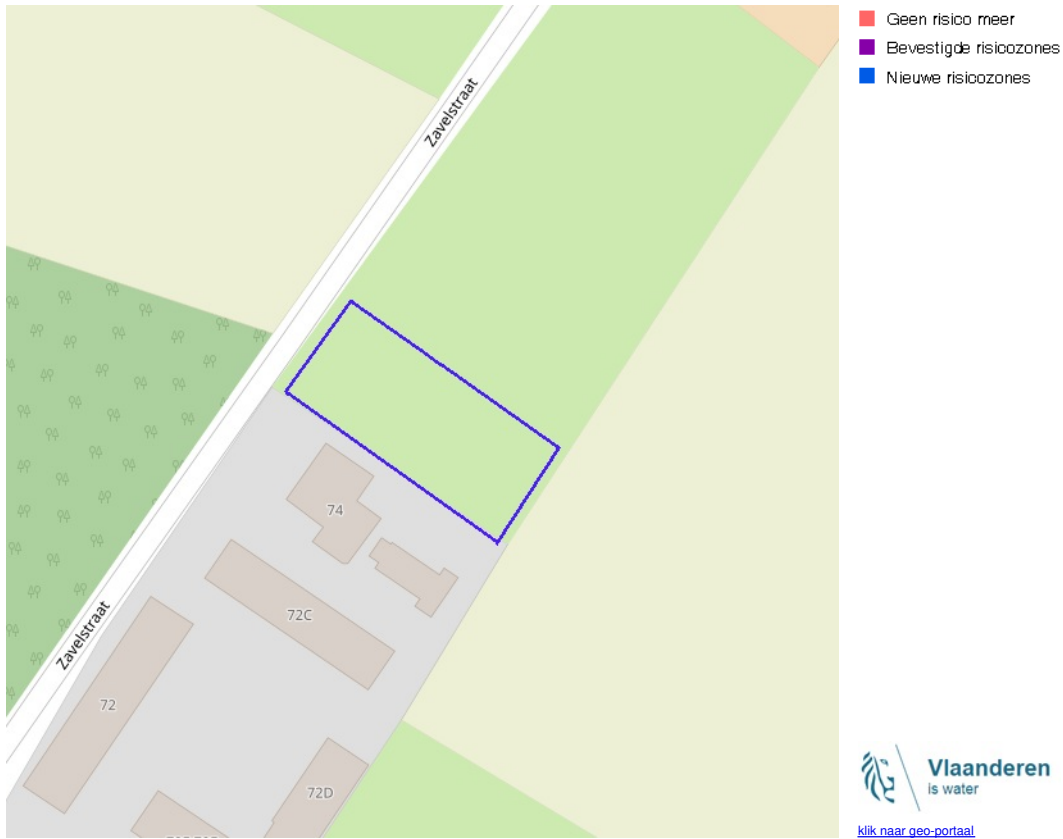 Geen risico meer
Bevestigde risicozones
Nieuwe risicozones
Zavelstraat
74
72C
Zavelstraat
72
72D
Vlaanderen
is water
klik naar geo-portaal